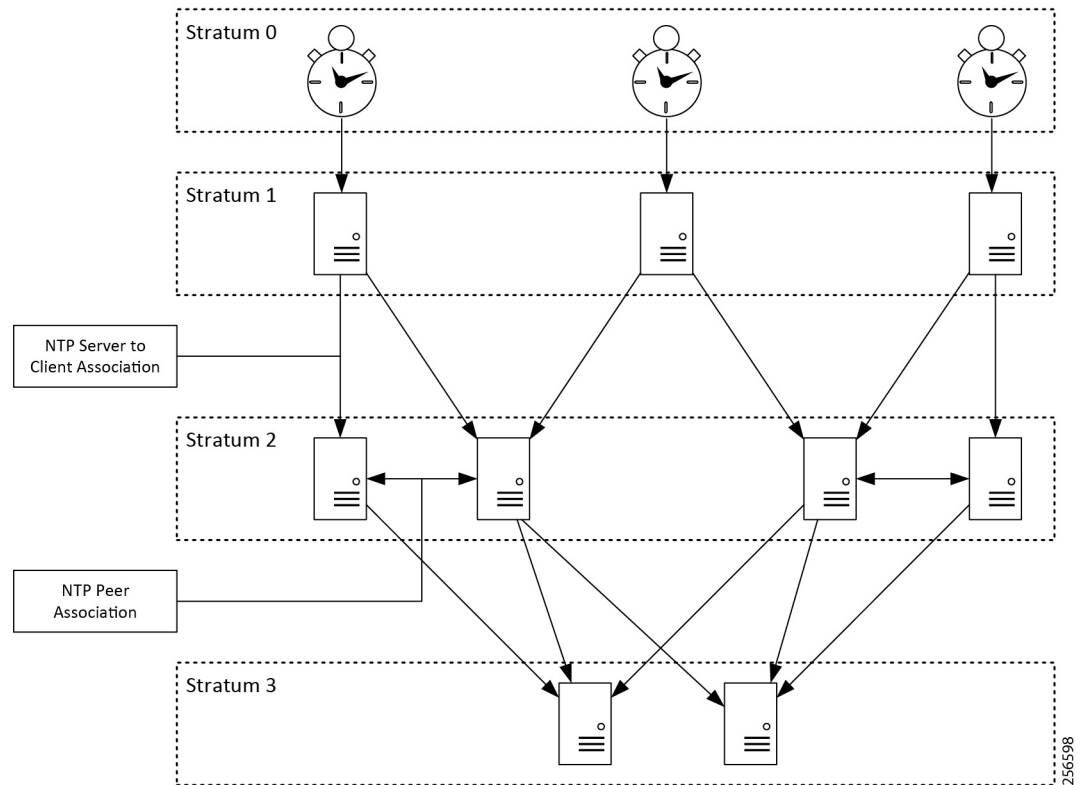 Stratum 0
Stratum 1
NTP Server to
Client Association
Stratum 2
NTP Peer
Association
Stratum 3
256598